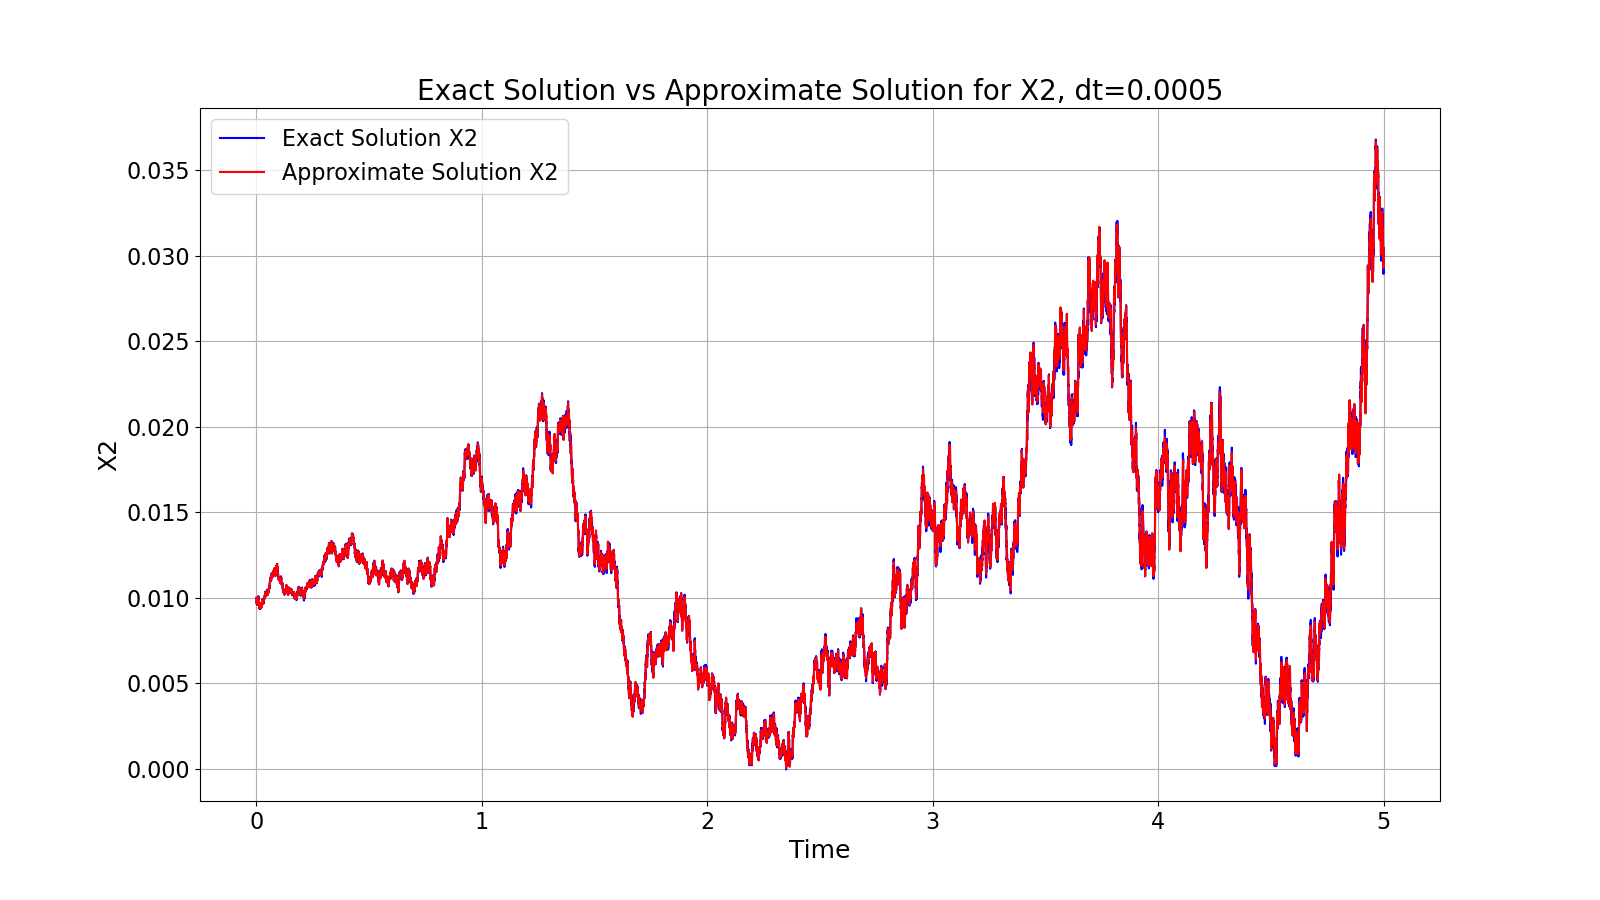 Exact Solution vs Approximate Solution for X2, dt=0.0005
Exact Solution X2
Approximate Solution X2
0.035
0.030
0.025
0.020
0.015
0.010
0.005
0.000
X2
0 1 2 3 4 5
Time